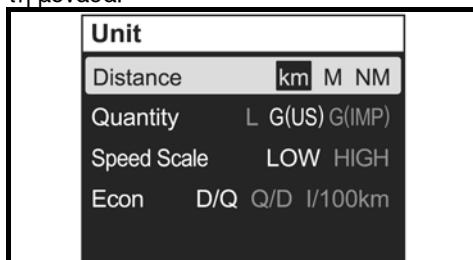 Unit
Distance km M NM
Quantity L G(US) G(IMP)
Speed Scale LOW HIGH
Econ D/Q Q/D l/100km